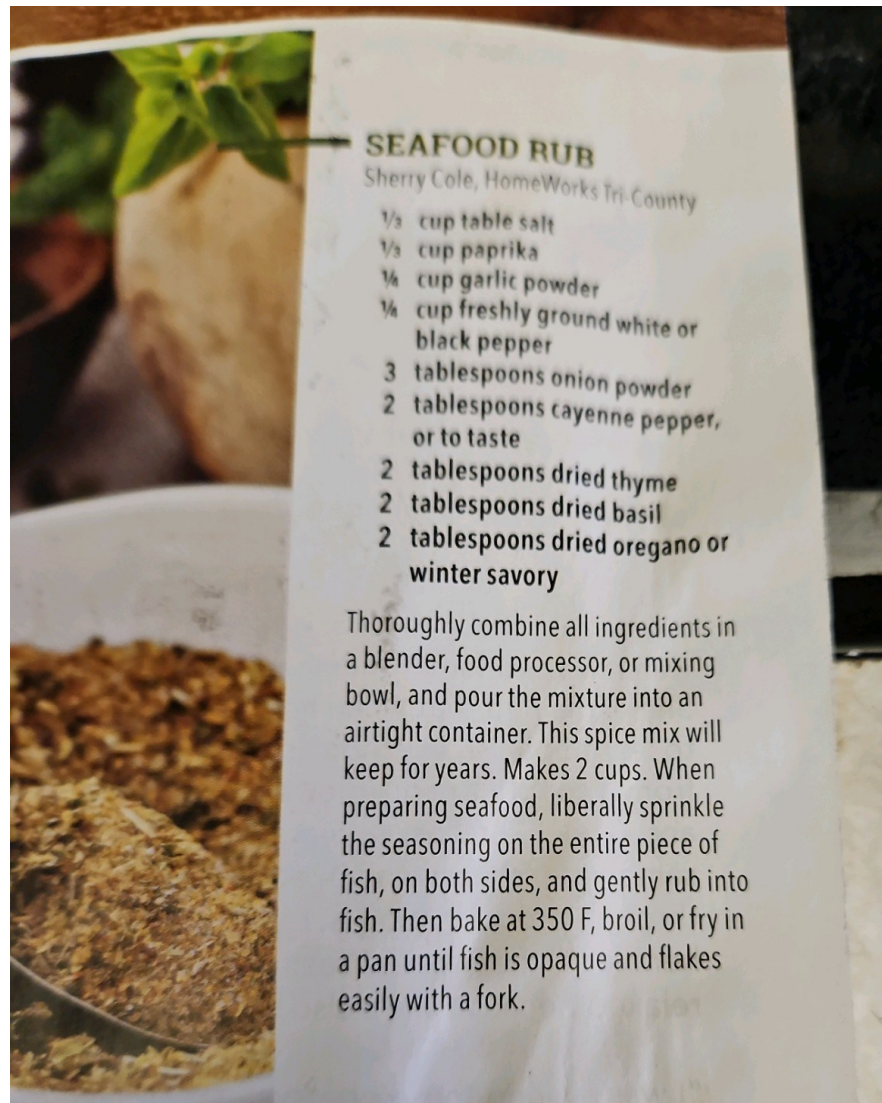 SEAFOOD RUB
Sherry Cole, HomeWorks Tri-County
⅓ cup table salt
⅓ cup paprika
¼ cup garlic powder
¼ cup freshly ground white or
black pepper
3 tablespoons onion powder
2 tablespoons cayenne pepper,
or to taste
2 tablespoons dried thyme
2 tablespoons dried basil
2 tablespoons dried oregano or
winter savory
Thoroughly combine all ingredients in
a blender, food processor, or mixing
bowl, and pour the mixture into an
airtight container. This spice mix will
keep for years. Makes 2 cups. When
preparing seafood, liberally sprinkle
the seasoning on the entire piece of
fish, on both sides, and gently rub into
fish. Then bake at 350 F, broil, or fry in
a pan until fish is opaque and flakes
easily with a fork.